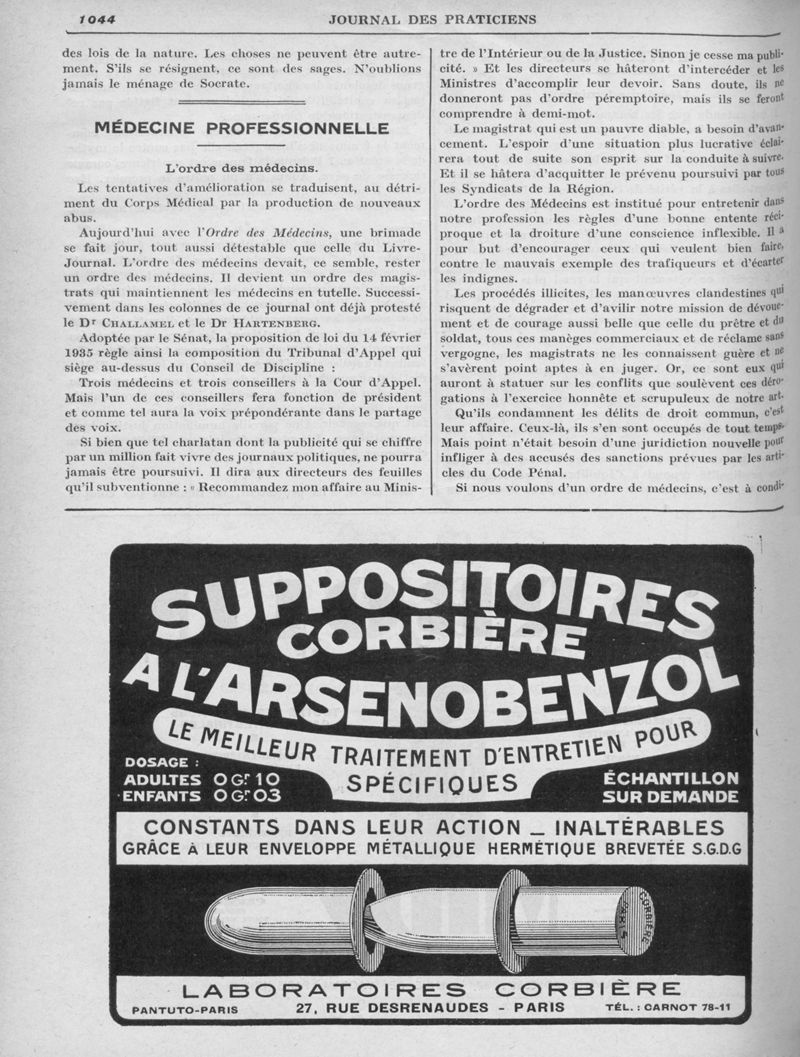 1044
JOURNAL DES PRATICIENS
des lois de la nature. Les choses ne peuvent être autre-
ment. S'ils se résignent, ce sont des sages. N'oublions
jamais le ménage de Socrate.
MÉDECINE PROFESSIONNELLE
L'ordre des médecins.
Les tentatives d'amélioration se traduisent, au détri-
ment du Corps Médical par la production de nouveaux
abus.
Aujourd'hui avec l'Ordre des Médecins, une brimade
se fait jour, tout aussi détestable que celle du Livre-
Journal. L'ordre des médecins devait, ce semble, rester
un ordre des médecins. Il devient un ordre des magis-
trats qui maintiennent les médecins en tutelle. Successi-
vement dans les colonnes de ce journal ont déjà protesté
le Dr CHALLAMEL et le Dr HARTENBERG.
Adoptée par le Sénat, la proposition de loi du 14 février
1935 règle ainsi la composition du Tribunal d'Appel qui
siège au-dessus du Conseil de Discipline :
Trois médecins et trois conseillers à la Cour d'Appel.
Mais l'un de ces conseillers fera fonction de président
et comme tel aura la voix prépondérante dans le partage
des voix.
Si bien que tel charlatan dont la publicité qui se chiffre
par un million fait vivre des journaux politiques, ne pourra
jamais être poursuivi. Il dira aux directeurs des feuilles
qu'il subventionne : « Recommandez mon affaire au Minis-
tre de l'Intérieur ou de la Justice. Sinon je cesse ma publi-
cité. » Et les directeurs se hâteront d'intercéder et les
Ministres d'accomplir leur devoir. Sans doute, ils ne
donneront pas d'ordre péremptoire, mais ils se feront
comprendre à demi-mot.
Le magistrat qui est un pauvre diable, a besoin d'avan-
cement. L'espoir d'une situation plus lucrative éclai-
rera tout de suite son esprit sur la conduite à suivre.
Et il se hâtera d'acquitter le prévenu poursuivi par tous
les Syndicats de la Région.
L'ordre des Médecins est institué pour entretenir dans
notre profession les règles d'une bonne entente réci-
proque et la droiture d'une conscience inflexible. Il a
pour but d'encourager ceux qui veulent bien faire,
contre le mauvais exemple des trafiqueurs et d'écarter
les indignes.
Les procédés illicites, les manœuvres clandestines qui
risquent de dégrader et d'avilir notre mission de dévoue-
ment et de courage aussi belle que celle du prêtre et du
soldat, tous ces manèges commerciaux et de réclame sans
vergogne, les magistrats ne les connaissent guère et ne
s'avèrent point aptes à en juger. Or, ce sont eux qui
auront à statuer sur les conflits que soulèvent ces déro-
gations à l'exercice honnête et scrupuleux de notre art.
Qu'ils condamnent les délits de droit commun, c'est
leur affaire. Ceux-là, ils s'en sont occupés de tout temps.
Mais point n'était besoin d'une juridiction nouvelle pour
infliger à des accusés des sanctions prévues par les arti-
cles du Code Pénal.
Si nous voulons d'un ordre de médecins, c'est à condi-
SUPPOSITOIRES
CORBIÈRE
A L'ARSENOBENZOL
LE MEILLEUR TRAITEMENT D'ENTRETIEN POUR
SPÉCIFIQUES
DOSAGE :
ADULTES 0 Gr 10
ENFANTS 0 Gr 03
ÉCHANTILLON
SUR DEMANDE
CONSTANTS DANS LEUR ACTION _ INALTÉRABLES
GRÂCE A LEUR ENVELOPPE MÉTALLIQUE HERMÉTIQUE BREVETÉE S.G.D.G
CORBIÈRE
LABORATOIRES CORBIÈRE
PANTUTO-PARIS 27, RUE DESRENAUDES - PARIS TÉL. : CARNOT 78-11